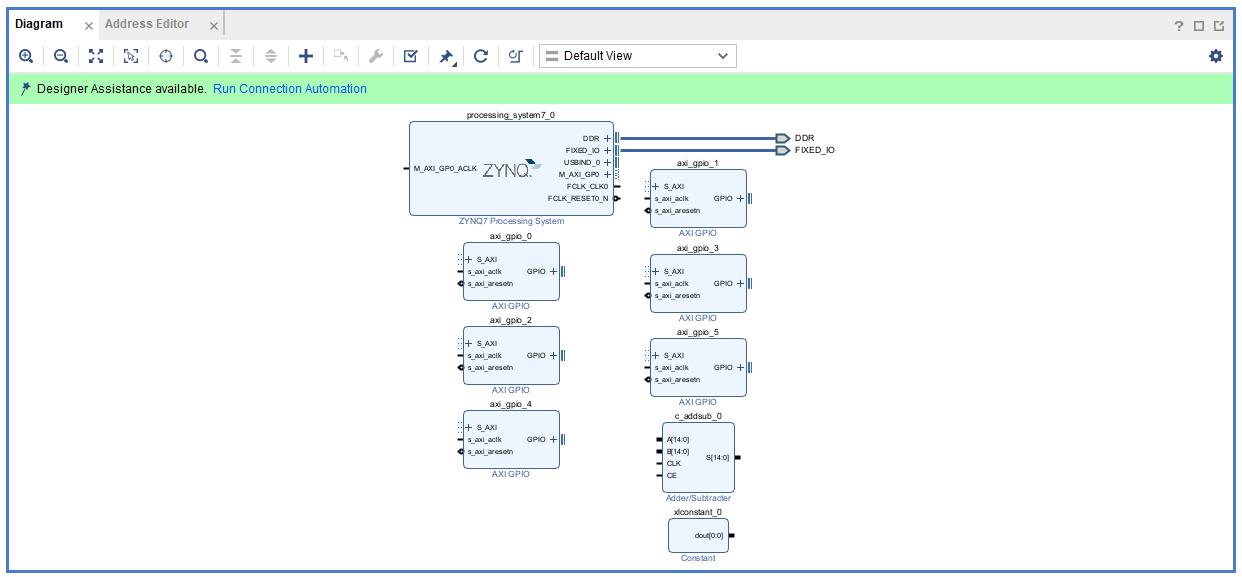 Diagram
Address Editor
Default View
Designer Assistance available. Run Connection Automation
processing_system7_0
M_AXI_GP0_ACLK
ZYNQ
DDR
FIXED_IO
USBIND_0
M_AXI_GP0
FCLK_CLK0
FCLK_RESET0_N
ZYNQ7 Processing System
DDR
FIXED_IO
axi_gpio_1
S_AXI
s_axi_aclk
s_axi_aresetn
GPIO
AXI GPIO
axi_gpio_0
S_AXI
s_axi_aclk
s_axi_aresetn
GPIO
AXI GPIO
axi_gpio_3
S_AXI
s_axi_aclk
s_axi_aresetn
GPIO
AXI GPIO
axi_gpio_2
S_AXI
s_axi_aclk
s_axi_aresetn
GPIO
AXI GPIO
axi_gpio_5
S_AXI
s_axi_aclk
s_axi_aresetn
GPIO
AXI GPIO
axi_gpio_4
S_AXI
s_axi_aclk
s_axi_aresetn
GPIO
AXI GPIO
c_addsub_0
A[14:0]
B[14:0]
CLK
CE
S[14:0]
Adder/Subtracter
xlconstant_0
dout[0:0]
Constant